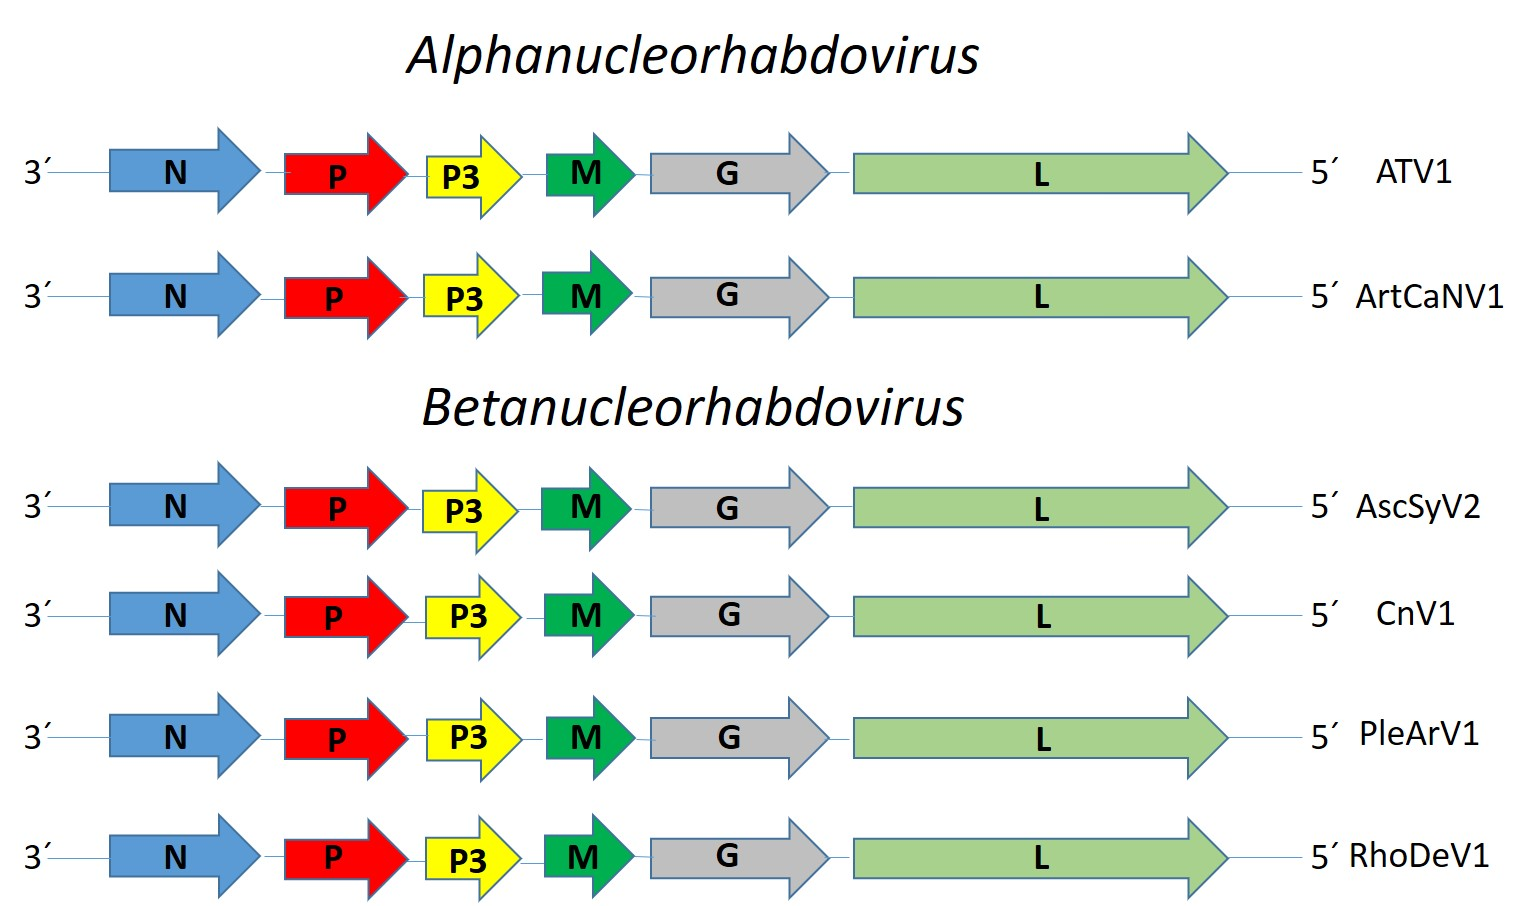 Alphanucleorhabdovirus
3´ N P P3 M G L 5´ ATV1
3´ N P P3 M G L 5´ ArtCaNV1
Betanucleorhabdovirus
3´ N P P3 M G L 5´ AscSyV2
3´ N P P3 M G L 5´ CnV1
3´ N P P3 M G L 5´ PleArV1
3´ N P P3 M G L 5´ RhoDeV1